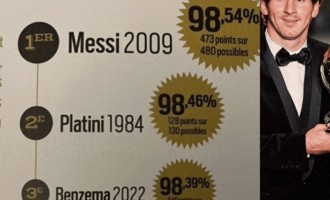 1ER
Messi 2009
98,54%
473 points sur
480 possibles
2E
Platini 1984
98,46%
128 points sur
130 possibles
3E
Benzema 2022
98,39%